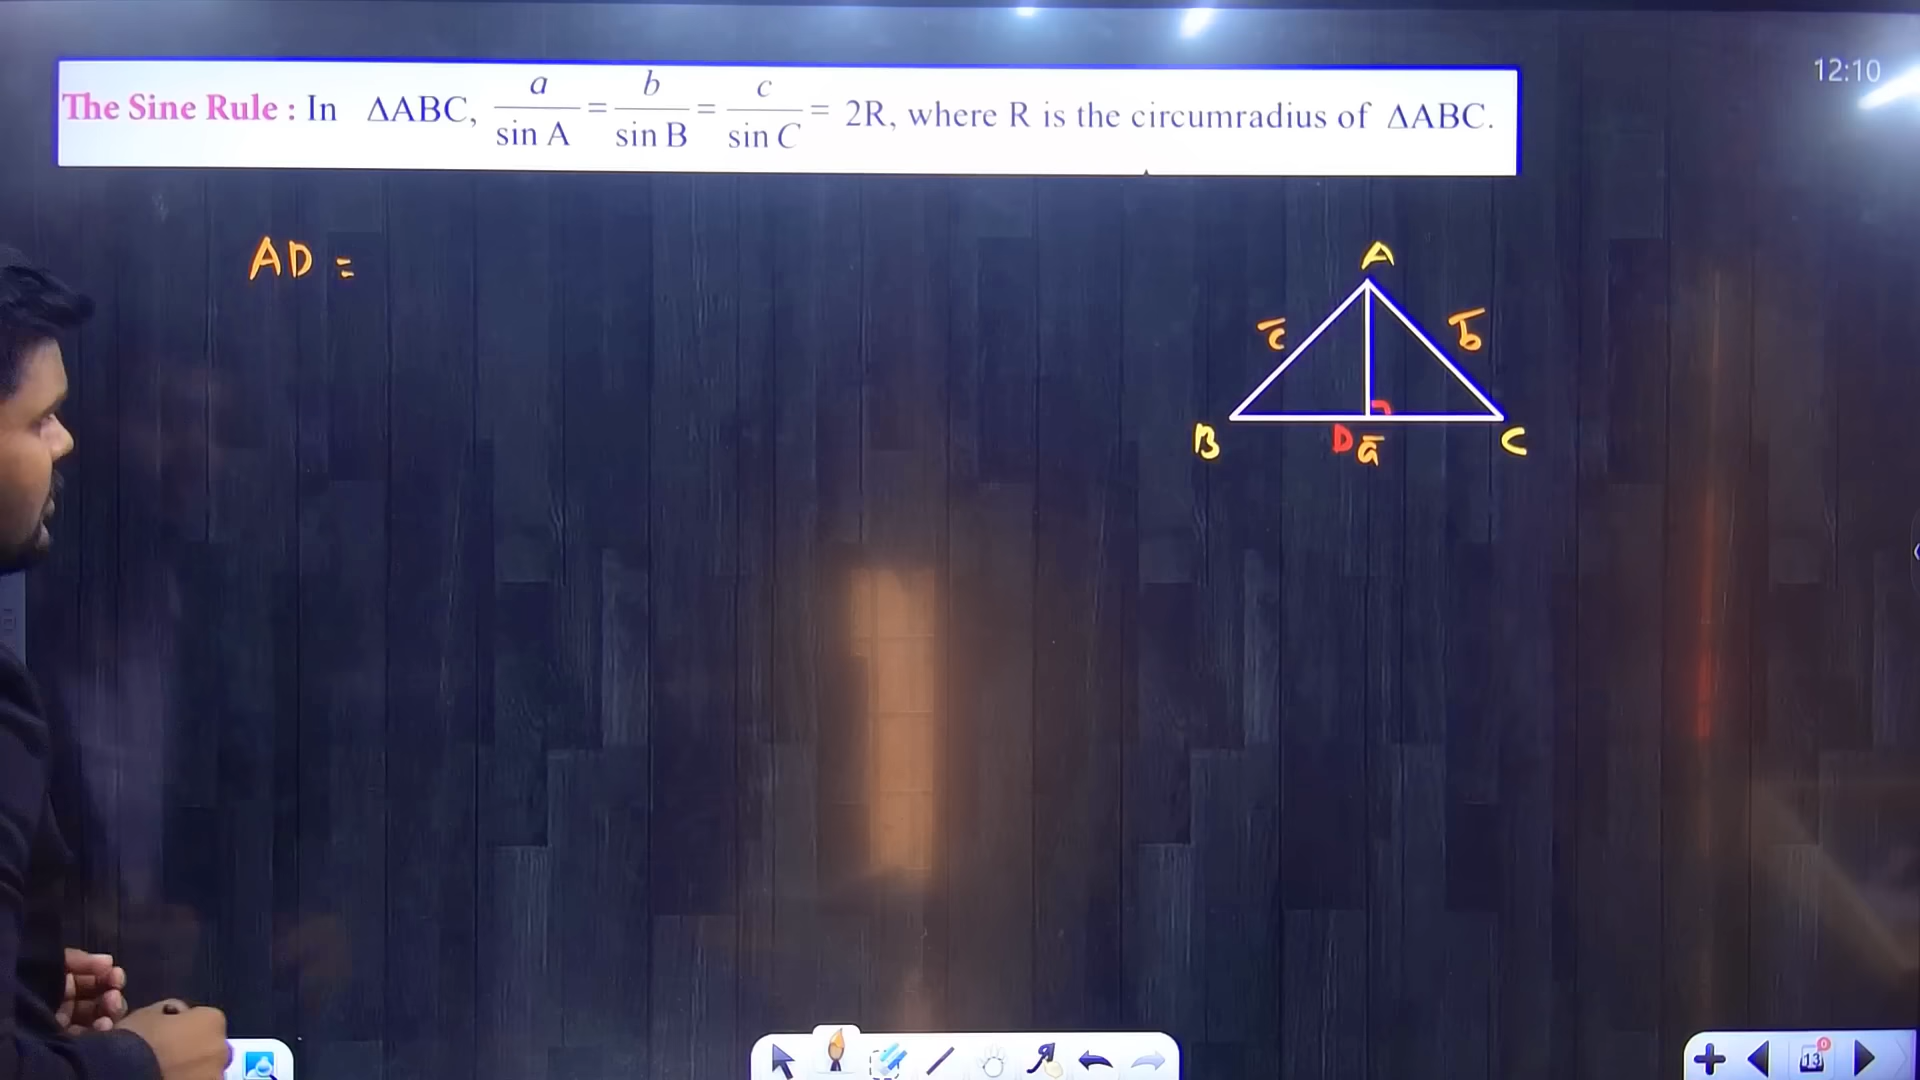 12:10
The Sine Rule : In ΔABC, a/sin A = b/sin B = c/sin C = 2R, where R is the circumradius of ΔABC.
AD =
A
c̄
b̄
B
D
ā
C
13
0